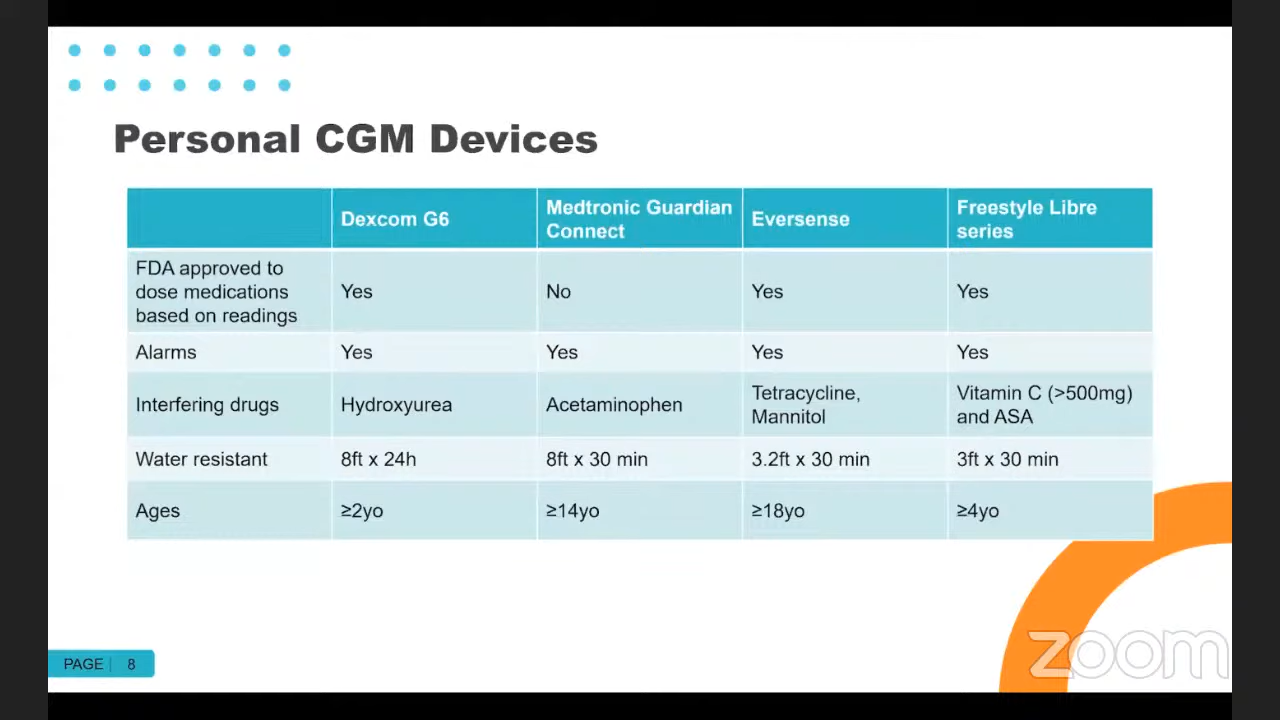 Personal CGM Devices
Dexcom G6
Medtronic Guardian
Connect
Eversense
Freestyle Libre
series
FDA approved to
dose medications
based on readings
Yes
No
Yes
Yes
Alarms
Yes
Yes
Yes
Yes
Interfering drugs
Hydroxyurea
Acetaminophen
Tetracycline,
Mannitol
Vitamin C (>500mg)
and ASA
Water resistant
8ft x 24h
8ft x 30 min
3.2ft x 30 min
3ft x 30 min
Ages
≥2yo
≥14yo
≥18yo
≥4yo
PAGE | 8
zoom